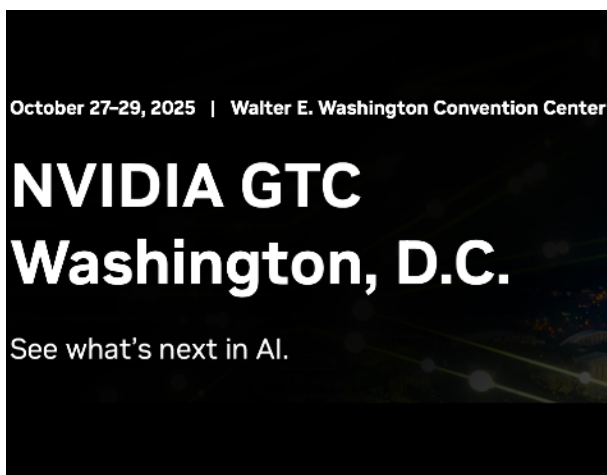 October 27–29, 2025 | Walter E. Washington Convention Center
NVIDIA GTC
Washington, D.C.
See what’s next in AI.